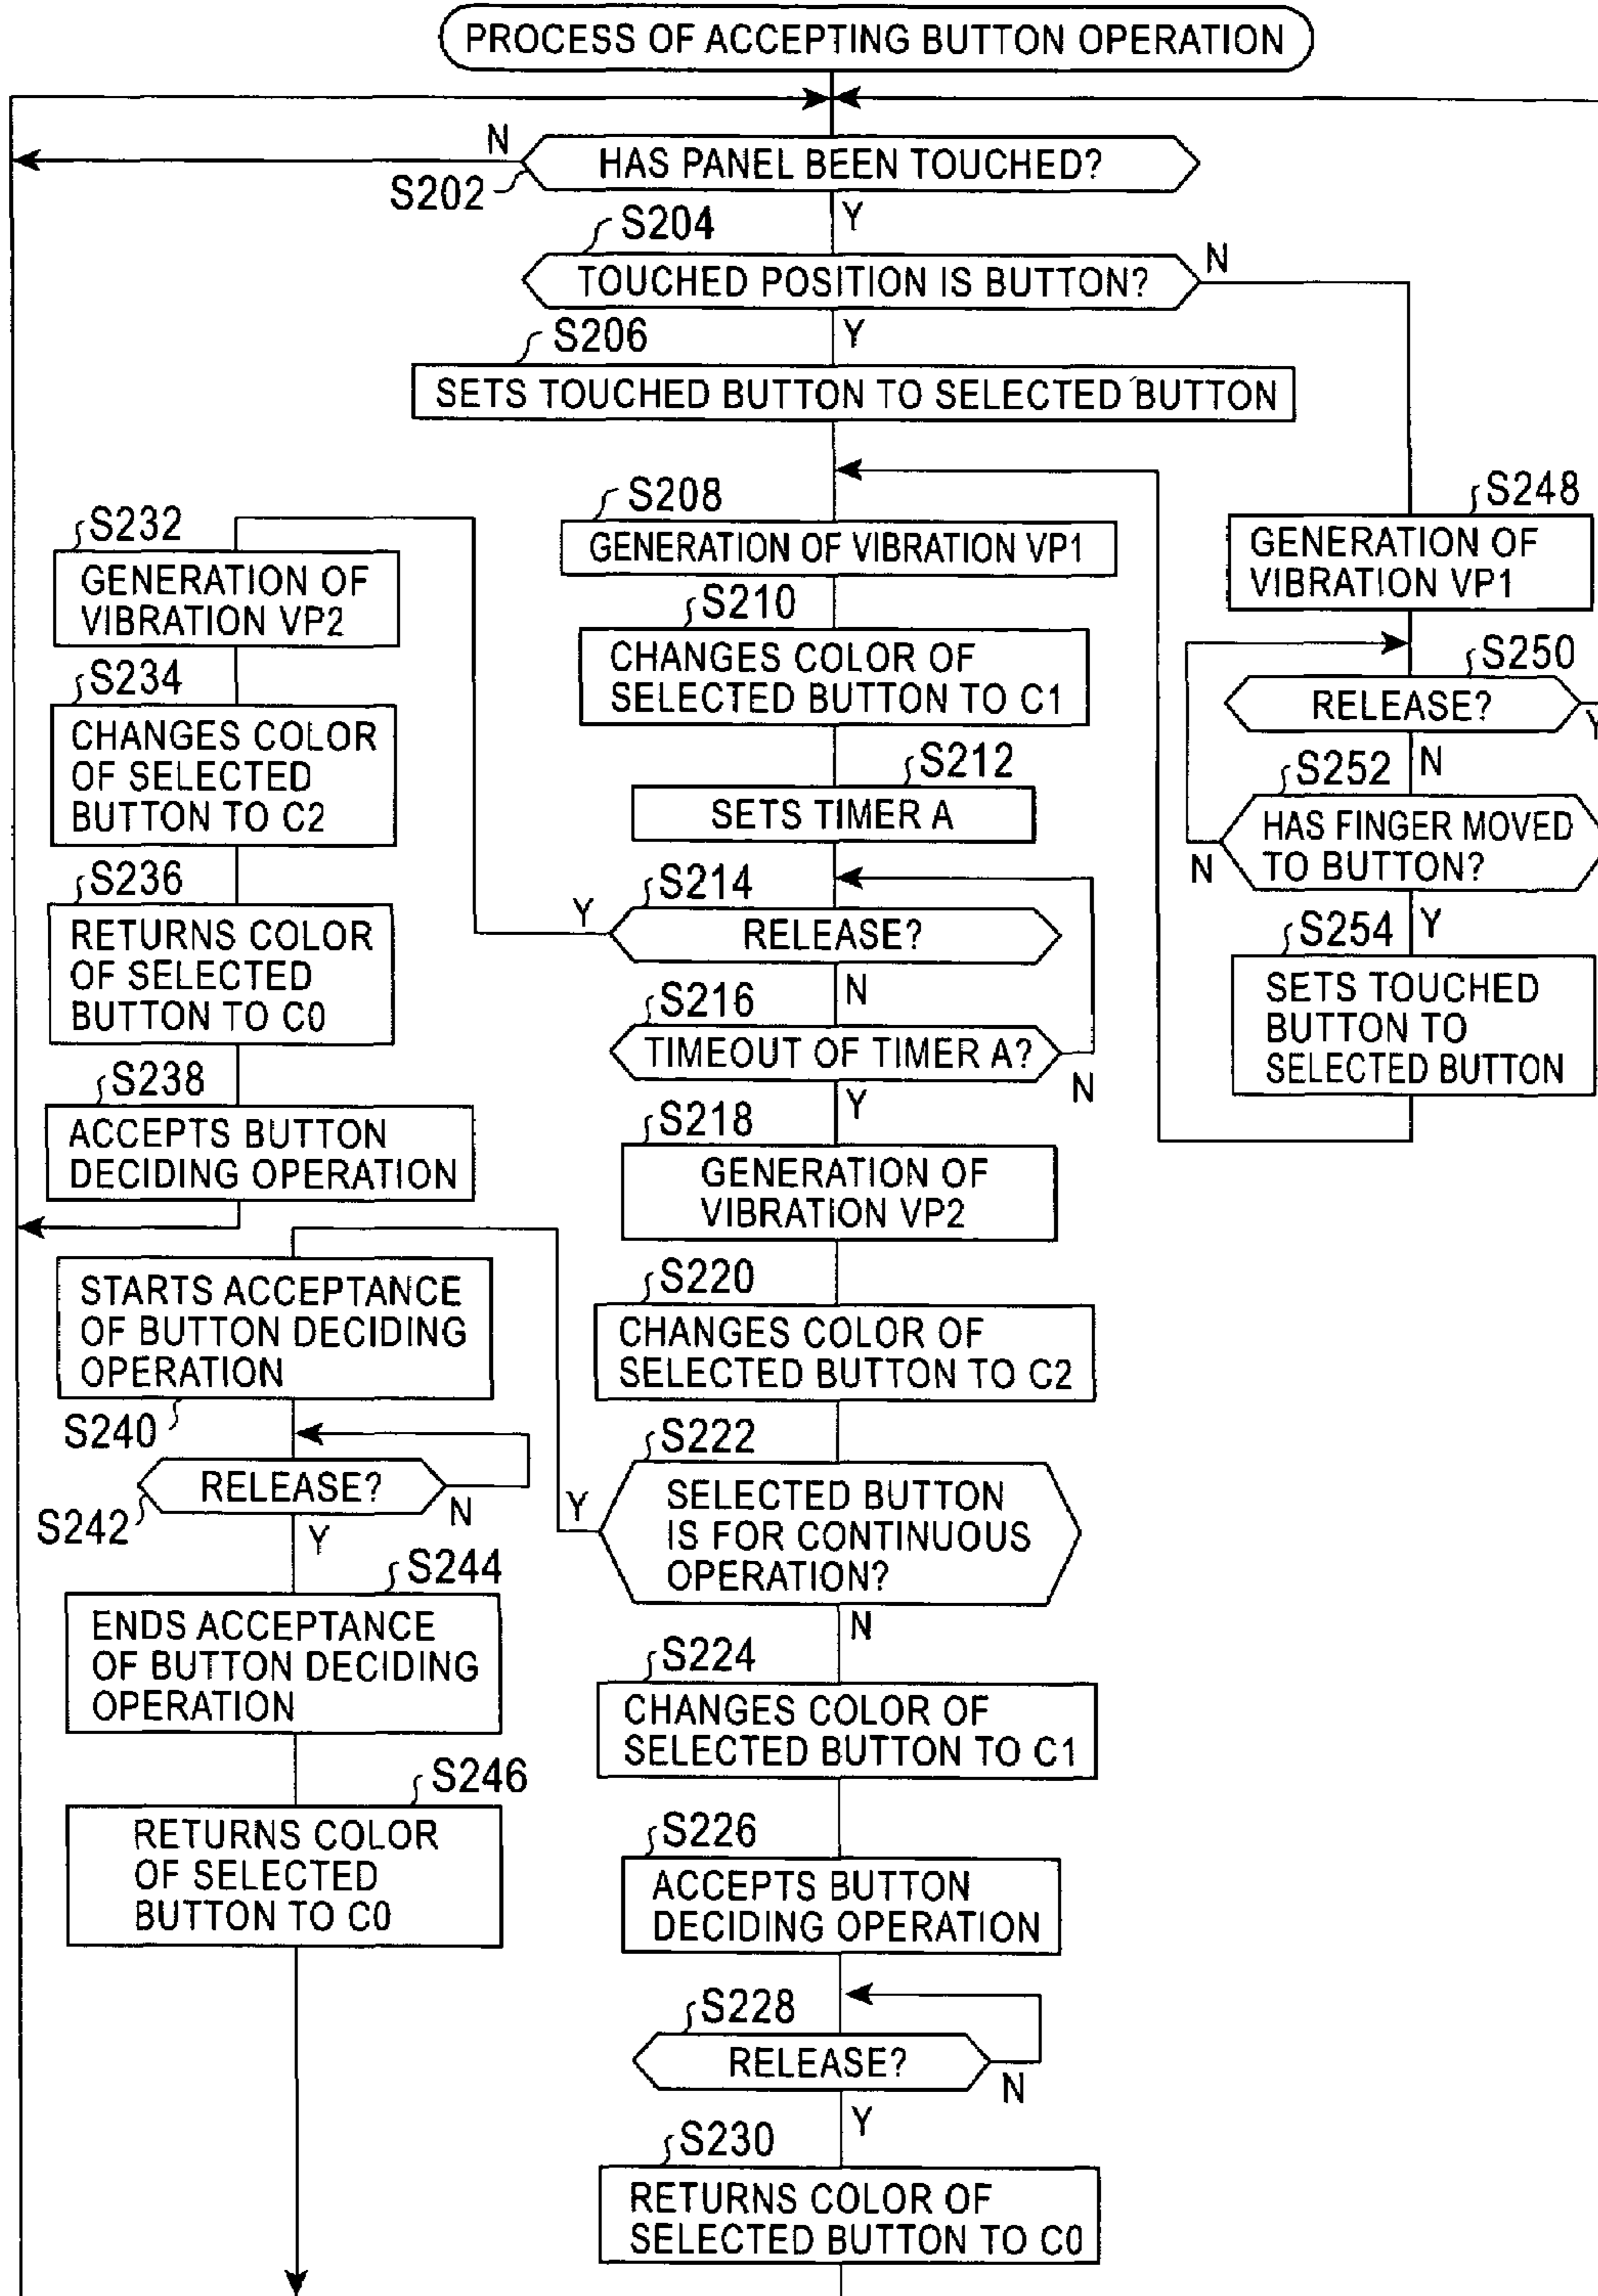 PROCESS OF ACCEPTING BUTTON OPERATION
N
HAS PANEL BEEN TOUCHED?
S202
Y
S204
N
TOUCHED POSITION IS BUTTON?
Y
S206
SETS TOUCHED BUTTON TO SELECTED BUTTON
S208
GENERATION OF VIBRATION VP1
S210
CHANGES COLOR OF
SELECTED BUTTON TO C1
S212
SETS TIMER A
S214
Y
RELEASE?
N
S216
TIMEOUT OF TIMER A?
N
Y
S218
GENERATION OF
VIBRATION VP2
S220
CHANGES COLOR OF
SELECTED BUTTON TO C2
S222
Y
SELECTED BUTTON
IS FOR CONTINUOUS
OPERATION?
N
S224
CHANGES COLOR OF
SELECTED BUTTON TO C1
S226
ACCEPTS BUTTON
DECIDING OPERATION
S228
RELEASE?
N
Y
S230
RETURNS COLOR OF
SELECTED BUTTON TO C0
S232
GENERATION OF
VIBRATION VP2
S234
CHANGES COLOR
OF SELECTED
BUTTON TO C2
S236
RETURNS COLOR
OF SELECTED
BUTTON TO C0
S238
ACCEPTS BUTTON
DECIDING OPERATION
STARTS ACCEPTANCE
OF BUTTON DECIDING
OPERATION
S240
RELEASE?
N
S242
Y
S244
ENDS ACCEPTANCE
OF BUTTON DECIDING
OPERATION
S246
RETURNS COLOR
OF SELECTED
BUTTON TO C0
S248
GENERATION OF
VIBRATION VP1
S250
RELEASE?
Y
N
S252
HAS FINGER MOVED
TO BUTTON?
N
Y
S254
SETS TOUCHED
BUTTON TO
SELECTED BUTTON